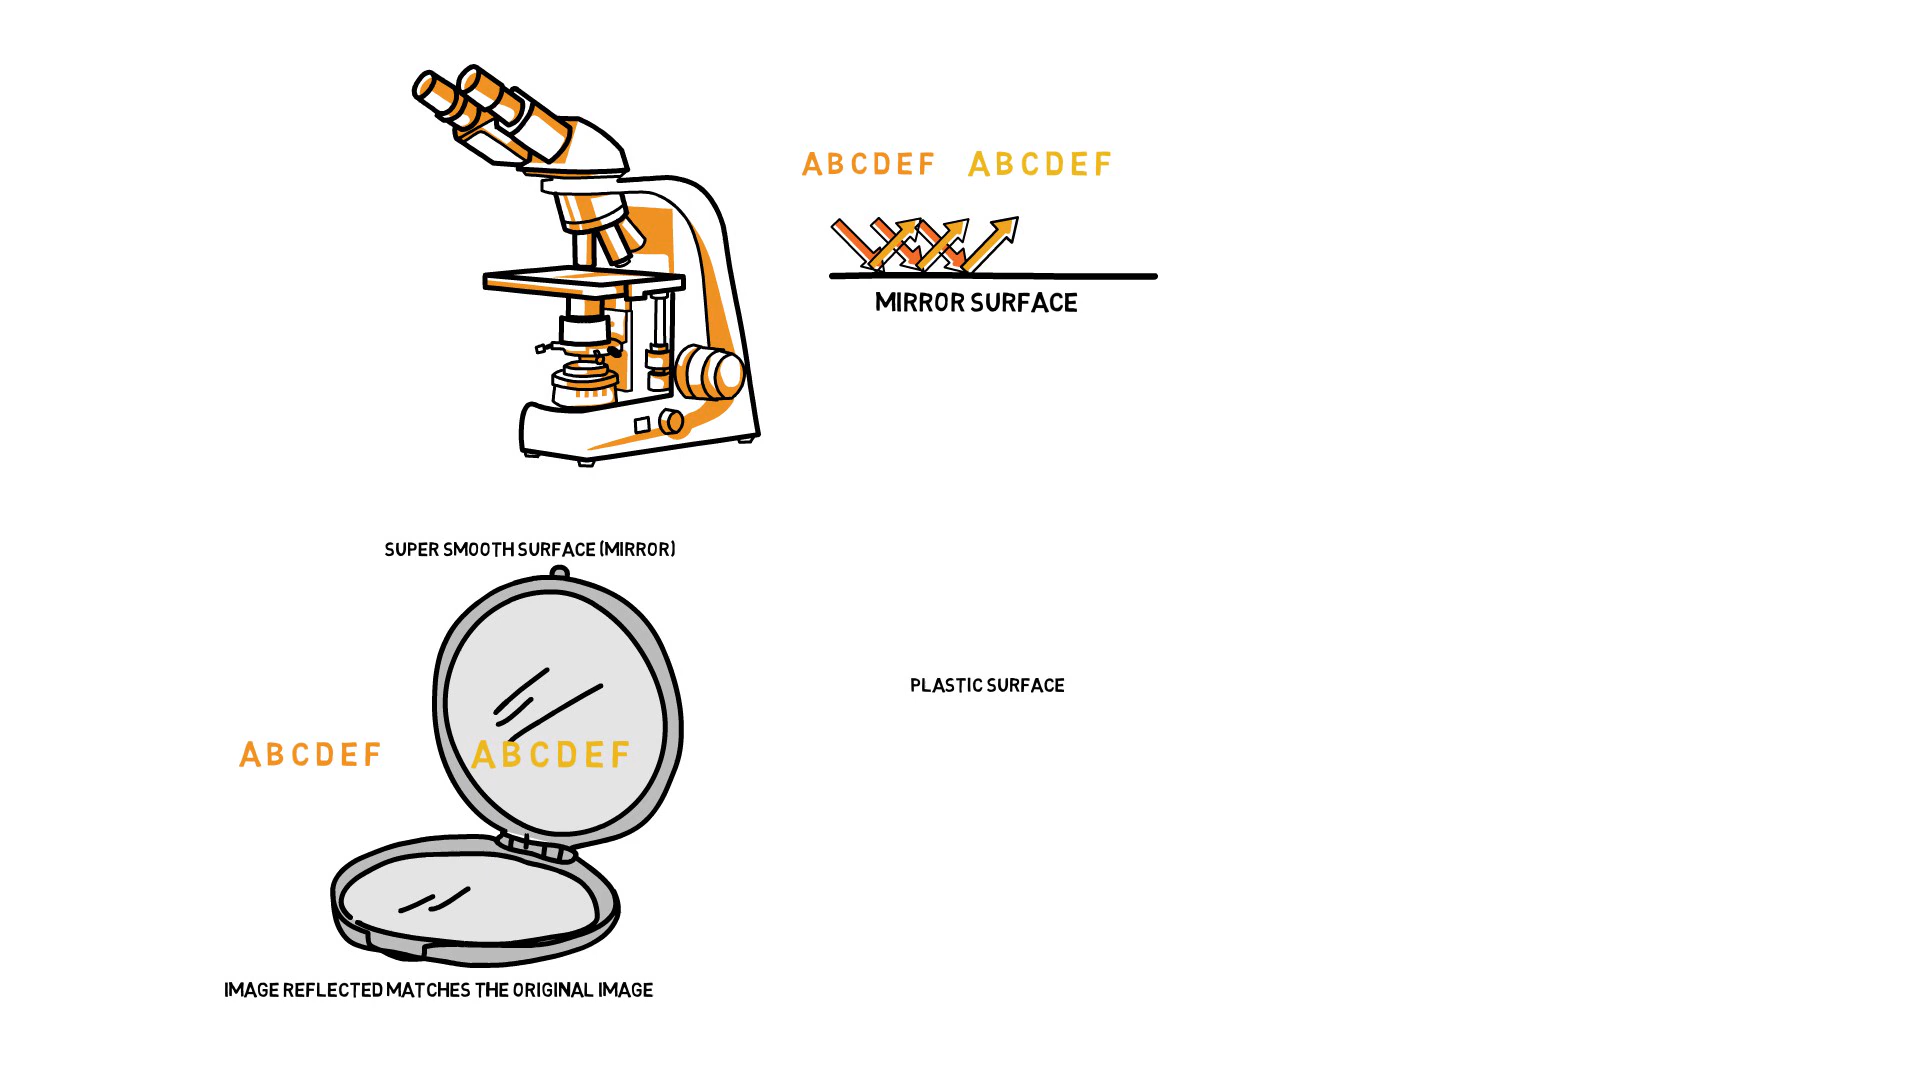 ABCDEF ABCDEF
MIRROR SURFACE
SUPER SMOOTH SURFACE (MIRROR)
PLASTIC SURFACE
ABCDEF ABCDEF
IMAGE REFLECTED MATCHES THE ORIGINAL IMAGE